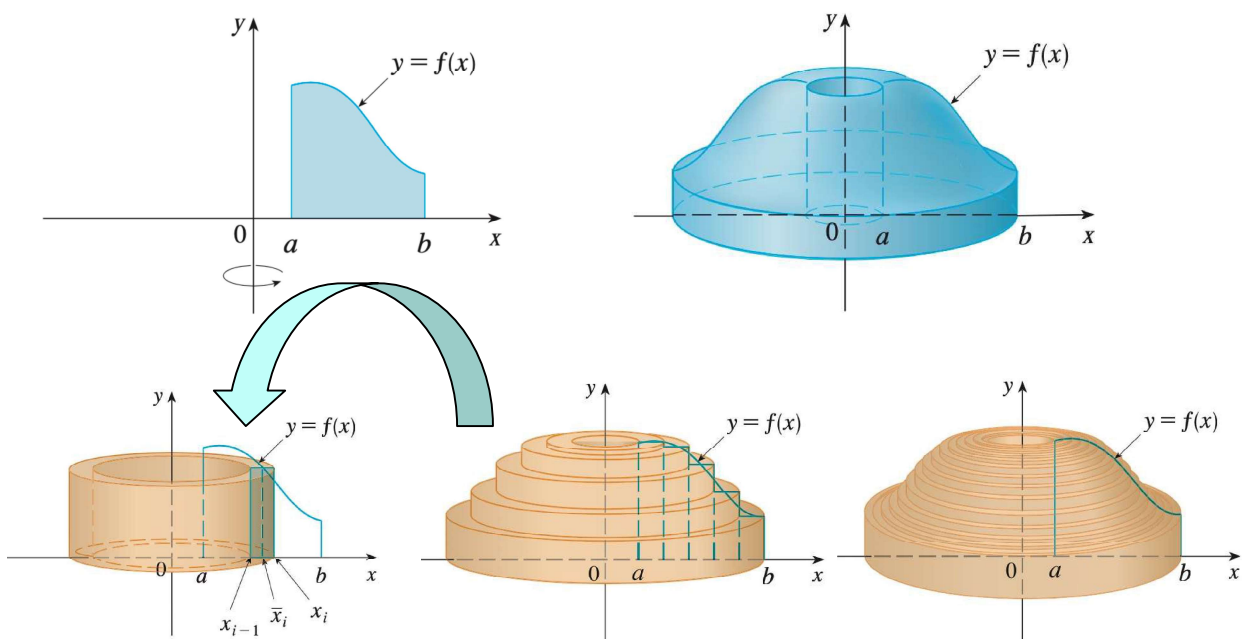 y
y = f(x)
0
a
b
x
y
y = f(x)
0
a
b
x
y
y = f(x)
0
a
b
x
x_{i−1}
x̅_i
x_i
y
y = f(x)
0
a
b
x
y
y = f(x)
0
a
b
x